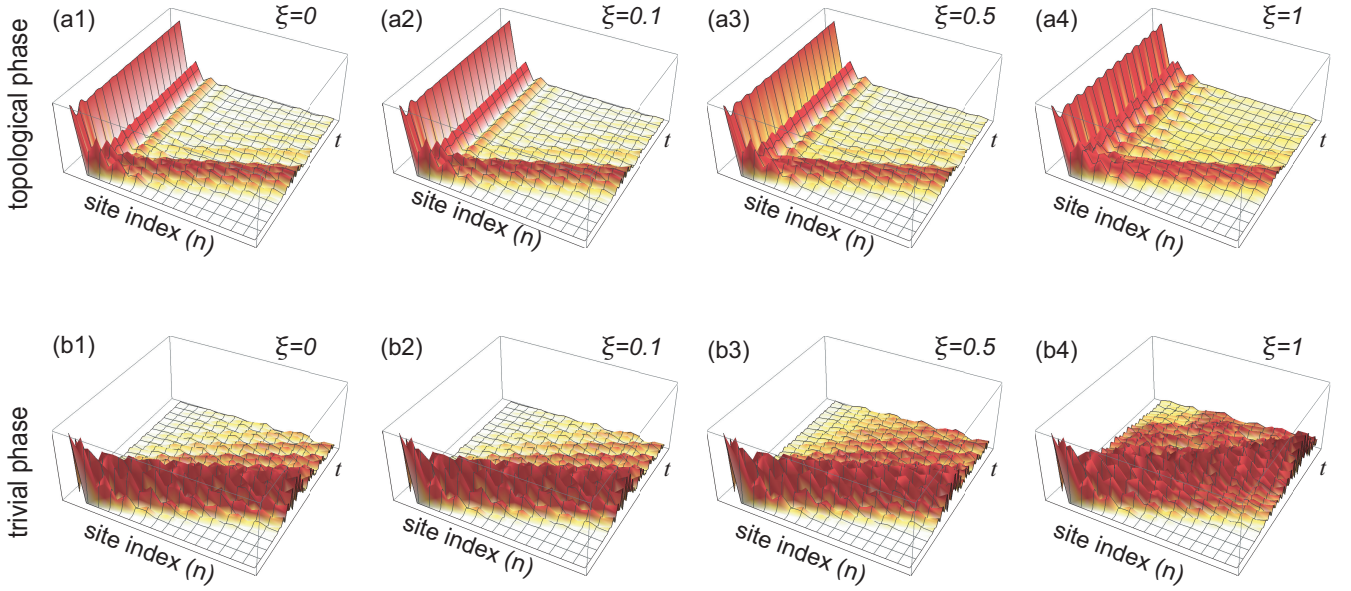 topological phase
(a1) ξ=0
t
site index (n)
(a2) ξ=0.1
t
site index (n)
(a3) ξ=0.5
t
site index (n)
(a4) ξ=1
t
site index (n)
trivial phase
(b1) ξ=0
t
site index (n)
(b2) ξ=0.1
t
site index (n)
(b3) ξ=0.5
t
site index (n)
(b4) ξ=1
t
site index (n)